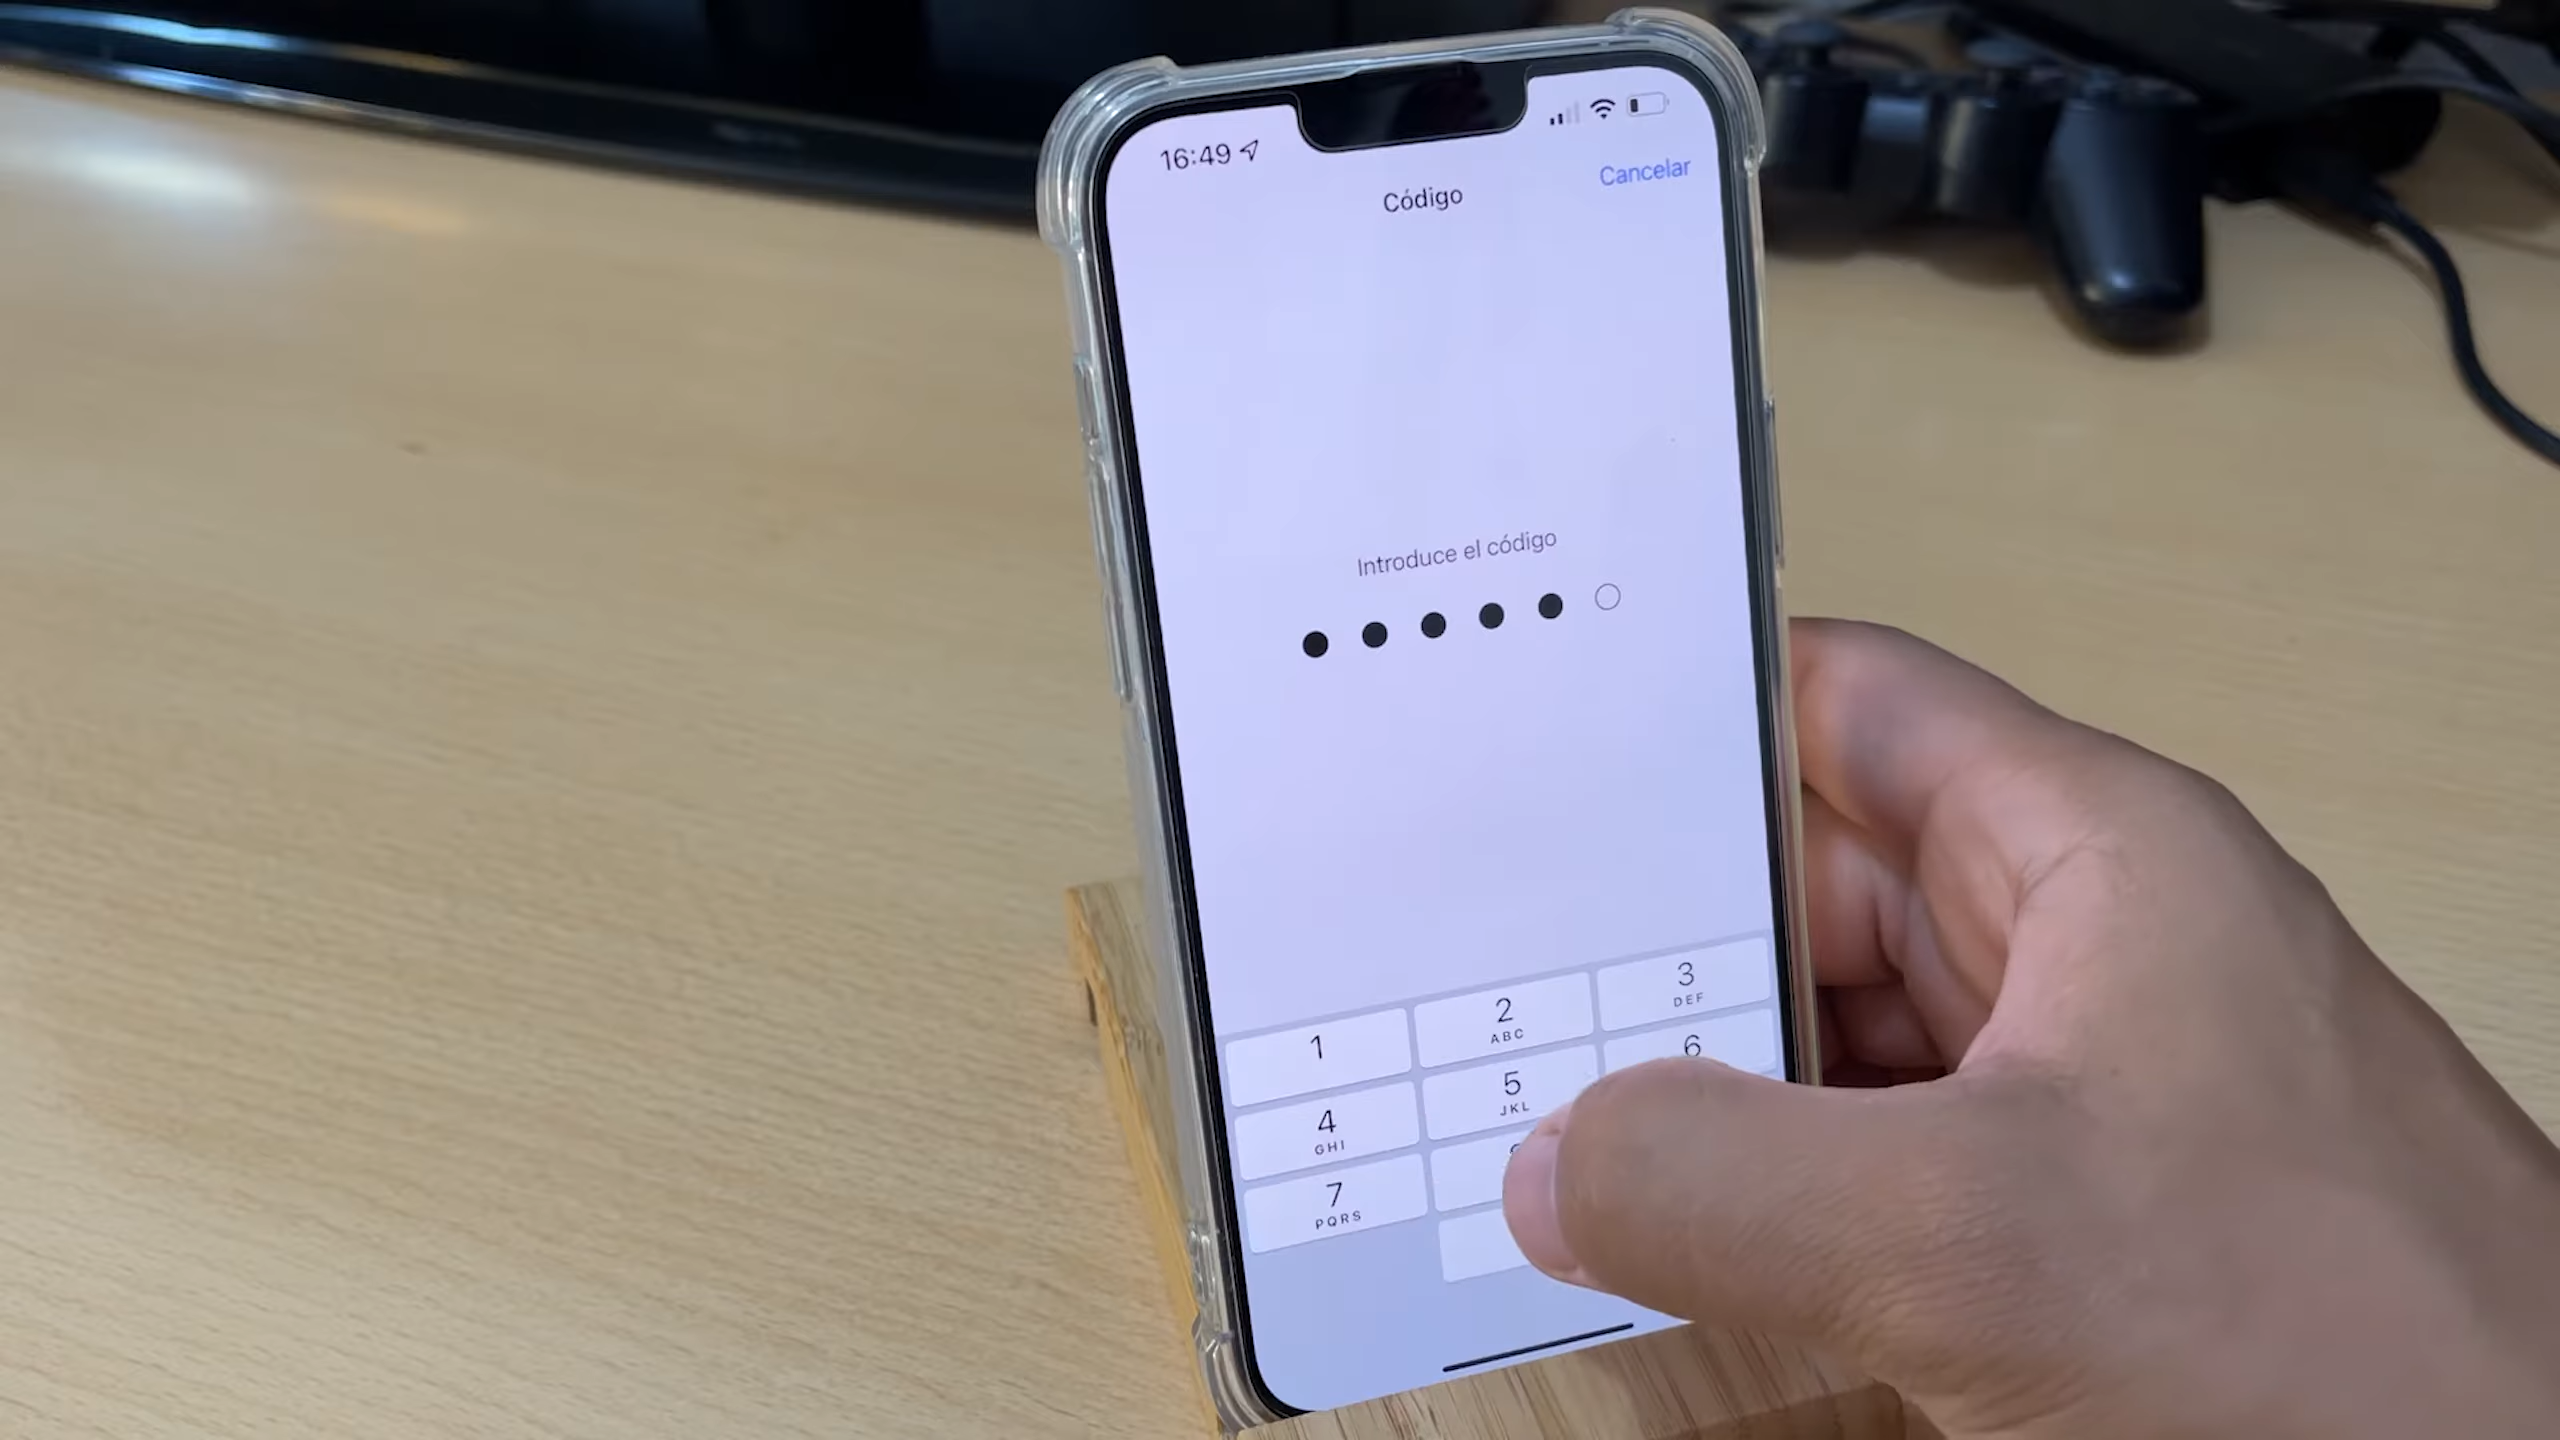 16:49
Cancelar
Código
Introduce el código
1
2
ABC
3
DEF
4
GHI
5
JKL
6
7
PQRS